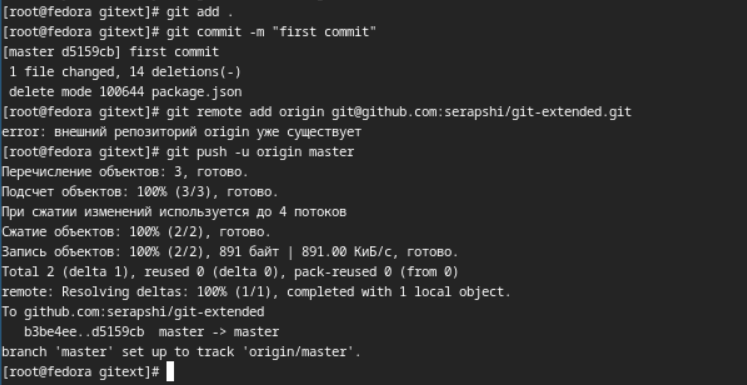 [root@fedora gitext]# git add .
[root@fedora gitext]# git commit -m "first commit"
[master d5159cb] first commit
 1 file changed, 14 deletions(-)
 delete mode 100644 package.json
[root@fedora gitext]# git remote add origin git@github.com:serapshi/git-extended.git
error: внешний репозиторий origin уже существует
[root@fedora gitext]# git push -u origin master
Перечисление объектов: 3, готово.
Подсчет объектов: 100% (3/3), готово.
При сжатии изменений используется до 4 потоков
Сжатие объектов: 100% (2/2), готово.
Запись объектов: 100% (2/2), 891 байт | 891.00 КиБ/с, готово.
Total 2 (delta 1), reused 0 (delta 0), pack-reused 0 (from 0)
remote: Resolving deltas: 100% (1/1), completed with 1 local object.
To github.com:serapshi/git-extended
   b3be4ee..d5159cb  master -> master
branch 'master' set up to track 'origin/master'.
[root@fedora gitext]#